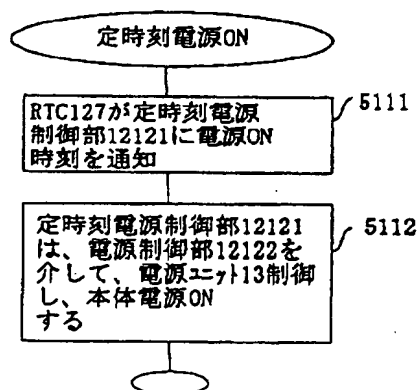 定時刻電源ON
RTC127が定時刻電源
制御部12121に電源ON
時刻を通知
5111
定時刻電源制御部12121
は、電源制御部12122を
介して、電源ユニット13制御
し、本体電源ON
する
5112